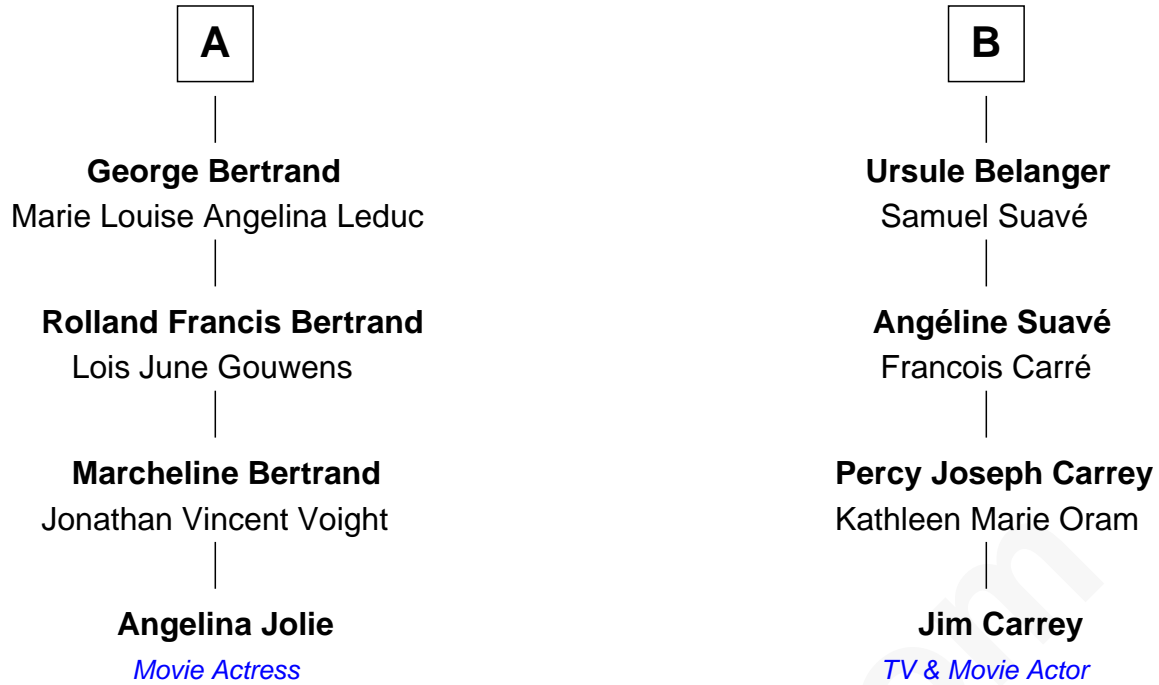 A
George Bertrand
Marie Louise Angelina Leduc
Rolland Francis Bertrand
Lois June Gouwens
Marcheline Bertrand
Jonathan Vincent Voight
Angelina Jolie
Movie Actress
B
Ursule Belanger
Samuel Suavé
Angéline Suavé
Francois Carré
Percy Joseph Carrey
Kathleen Marie Oram
Jim Carrey
TV & Movie Actor